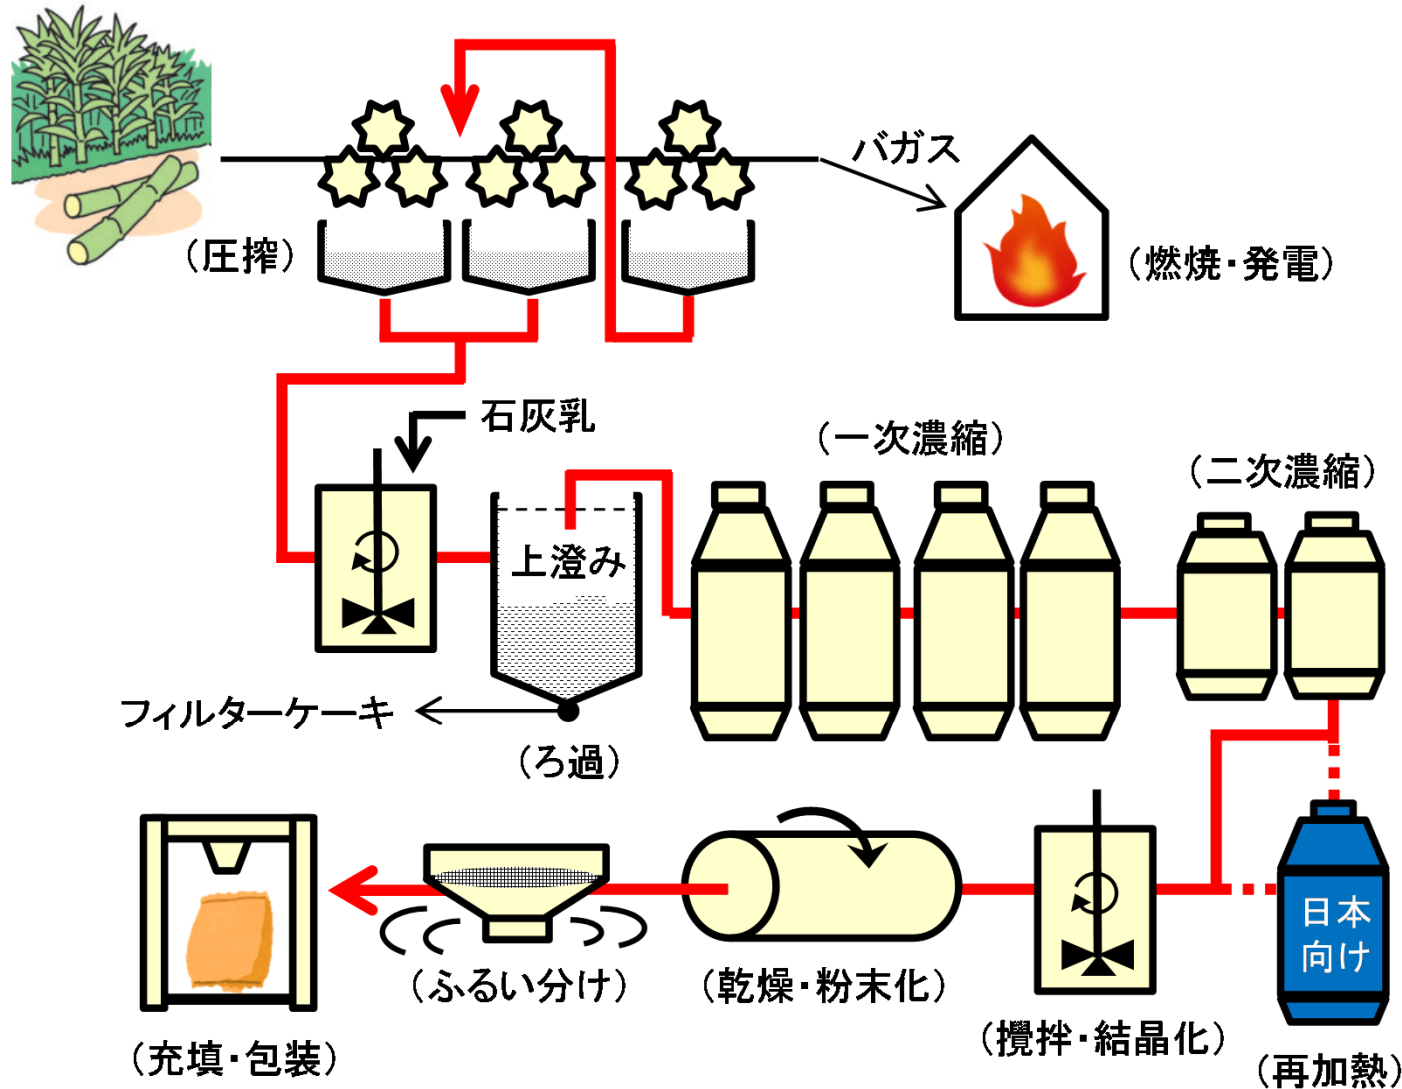 バガス
（圧搾）
（燃焼・発電）
石灰乳
（一次濃縮）
（二次濃縮）
上澄み
フィルターケーキ
（ろ過）
日本
向け
（ふるい分け）
（乾燥・粉末化）
（攪拌・結晶化）
（充填・包装）
（再加熱）